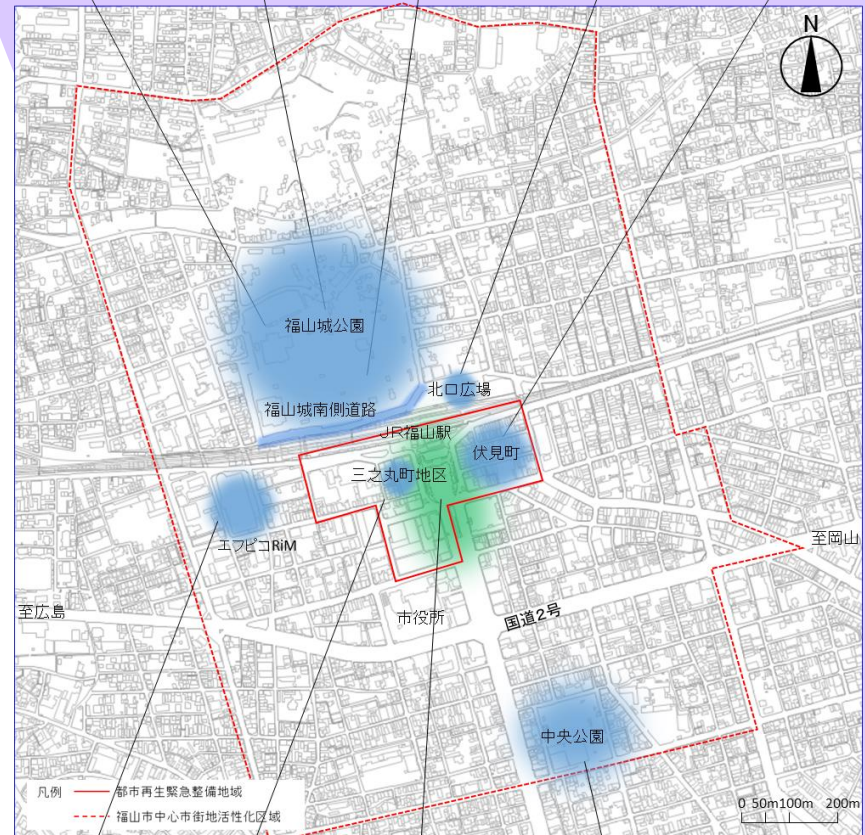 N
福山城公園
北口広場
福山城南側道路
JR福山駅
伏見町
三之丸町地区
エフピコRiM
至岡山
至広島
市役所
国道2号
中央公園
凡例
都市再生緊急整備地域
福山市中心市街地活性化区域
0 50m100m 200m